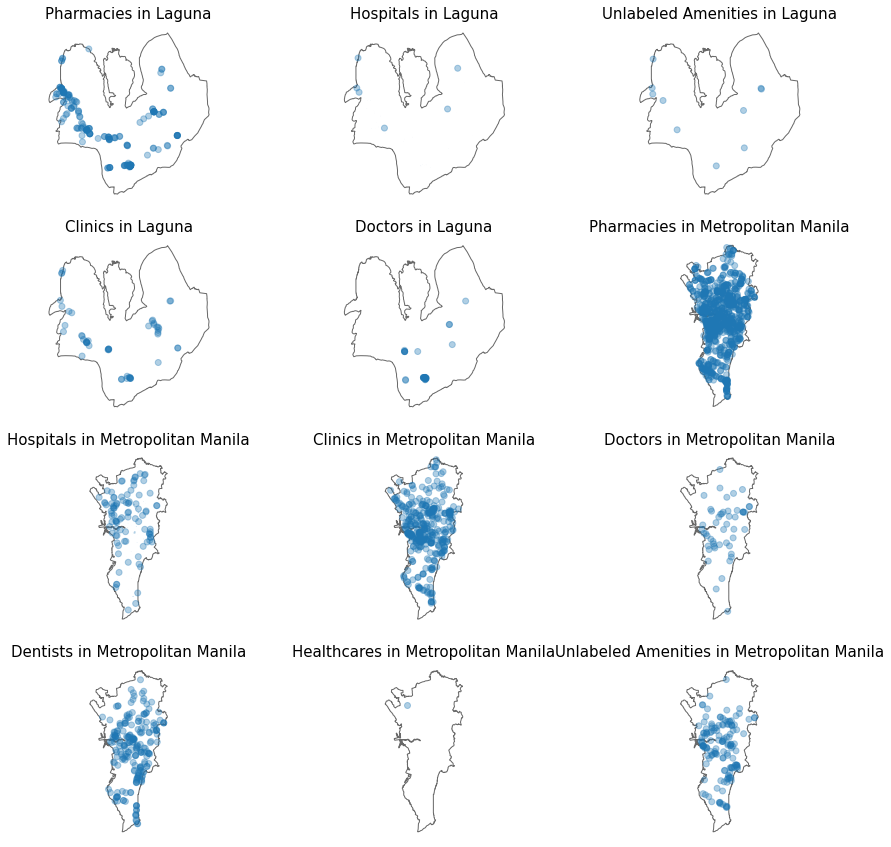 Pharmacies in Laguna
Hospitals in Laguna
Unlabeled Amenities in Laguna
Clinics in Laguna
Doctors in Laguna
Pharmacies in Metropolitan Manila
Hospitals in Metropolitan Manila
Clinics in Metropolitan Manila
Doctors in Metropolitan Manila
Dentists in Metropolitan Manila
Healthcares in Metropolitan Manila
Unlabeled Amenities in Metropolitan Manila